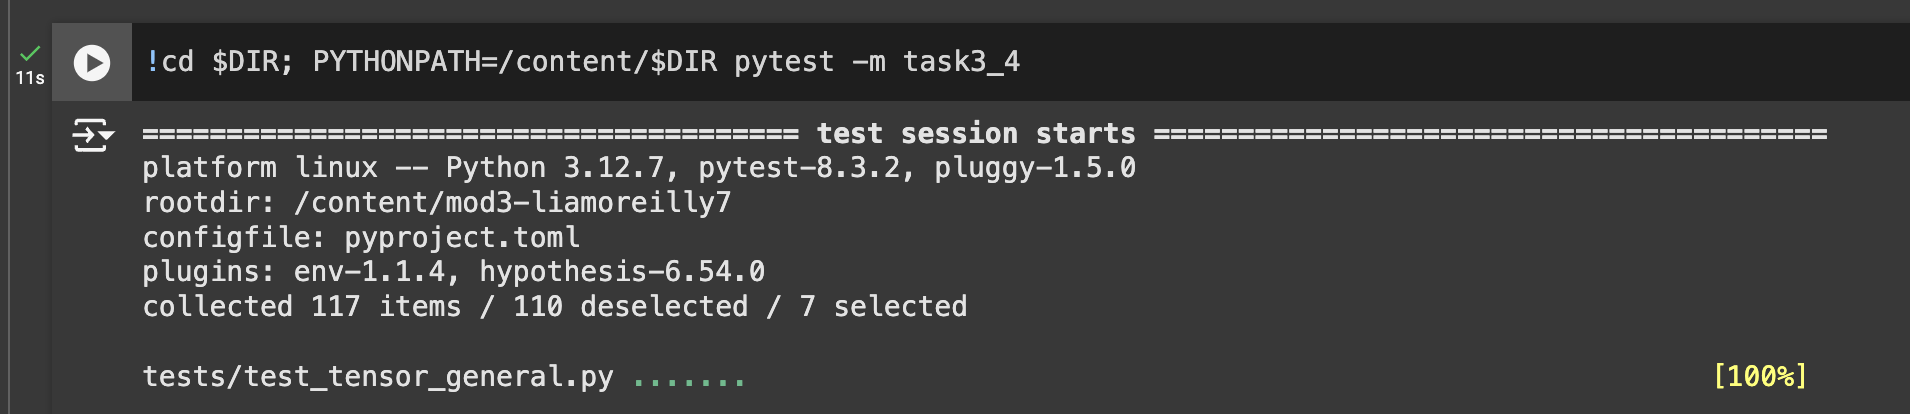 11s
!cd $DIR; PYTHONPATH=/content/$DIR pytest -m task3_4
======================================= test session starts ========================================
platform linux -- Python 3.12.7, pytest-8.3.2, pluggy-1.5.0
rootdir: /content/mod3-liamoreilly7
configfile: pyproject.toml
plugins: env-1.1.4, hypothesis-6.54.0
collected 117 items / 110 deselected / 7 selected
tests/test_tensor_general.py ....... [100%]